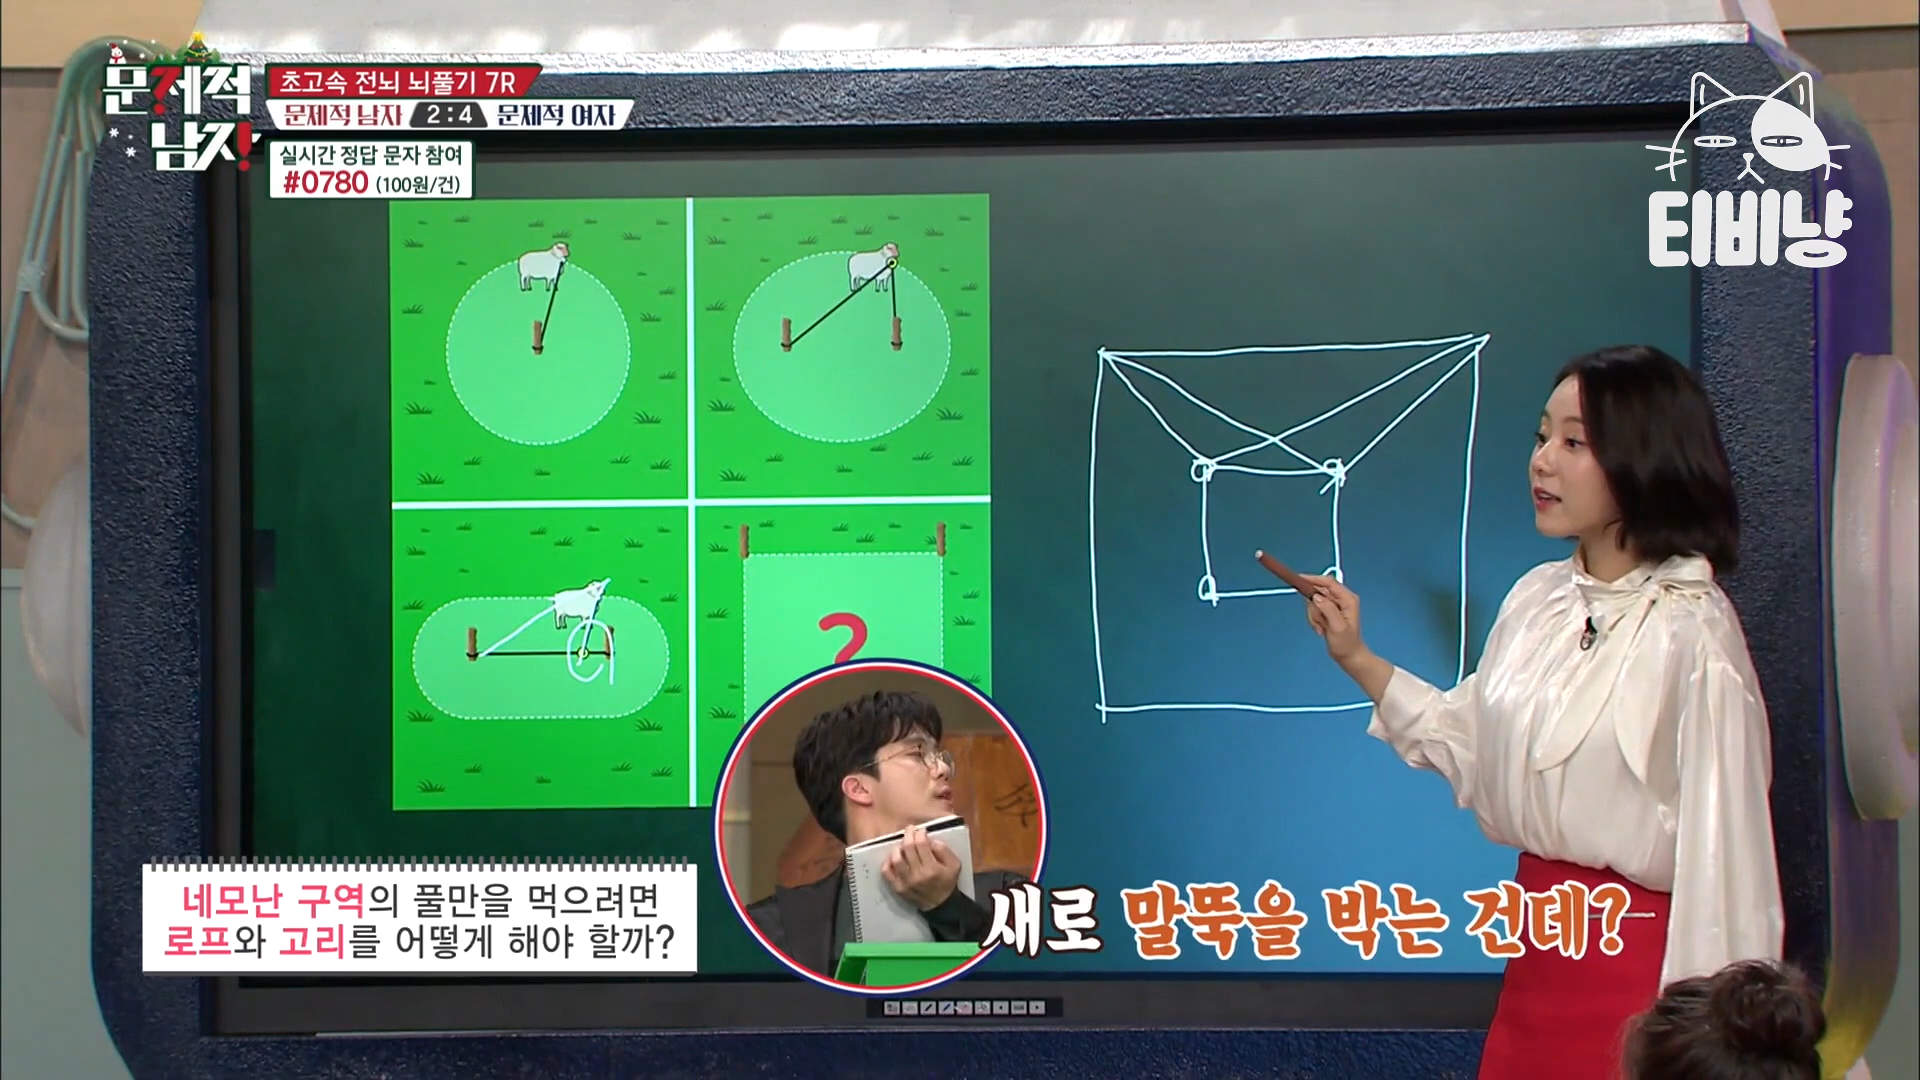 문제적
남자
초고속 전뇌 뇌풀기 7R
문제적 남자 2:4 문제적 여자
실시간 정답 문자 참여
#0780 (100원/건)
티비냥
?
네모난 구역의 풀만을 먹으려면
로프와 고리를 어떻게 해야 할까?
새로 말뚝을 박는 건데?